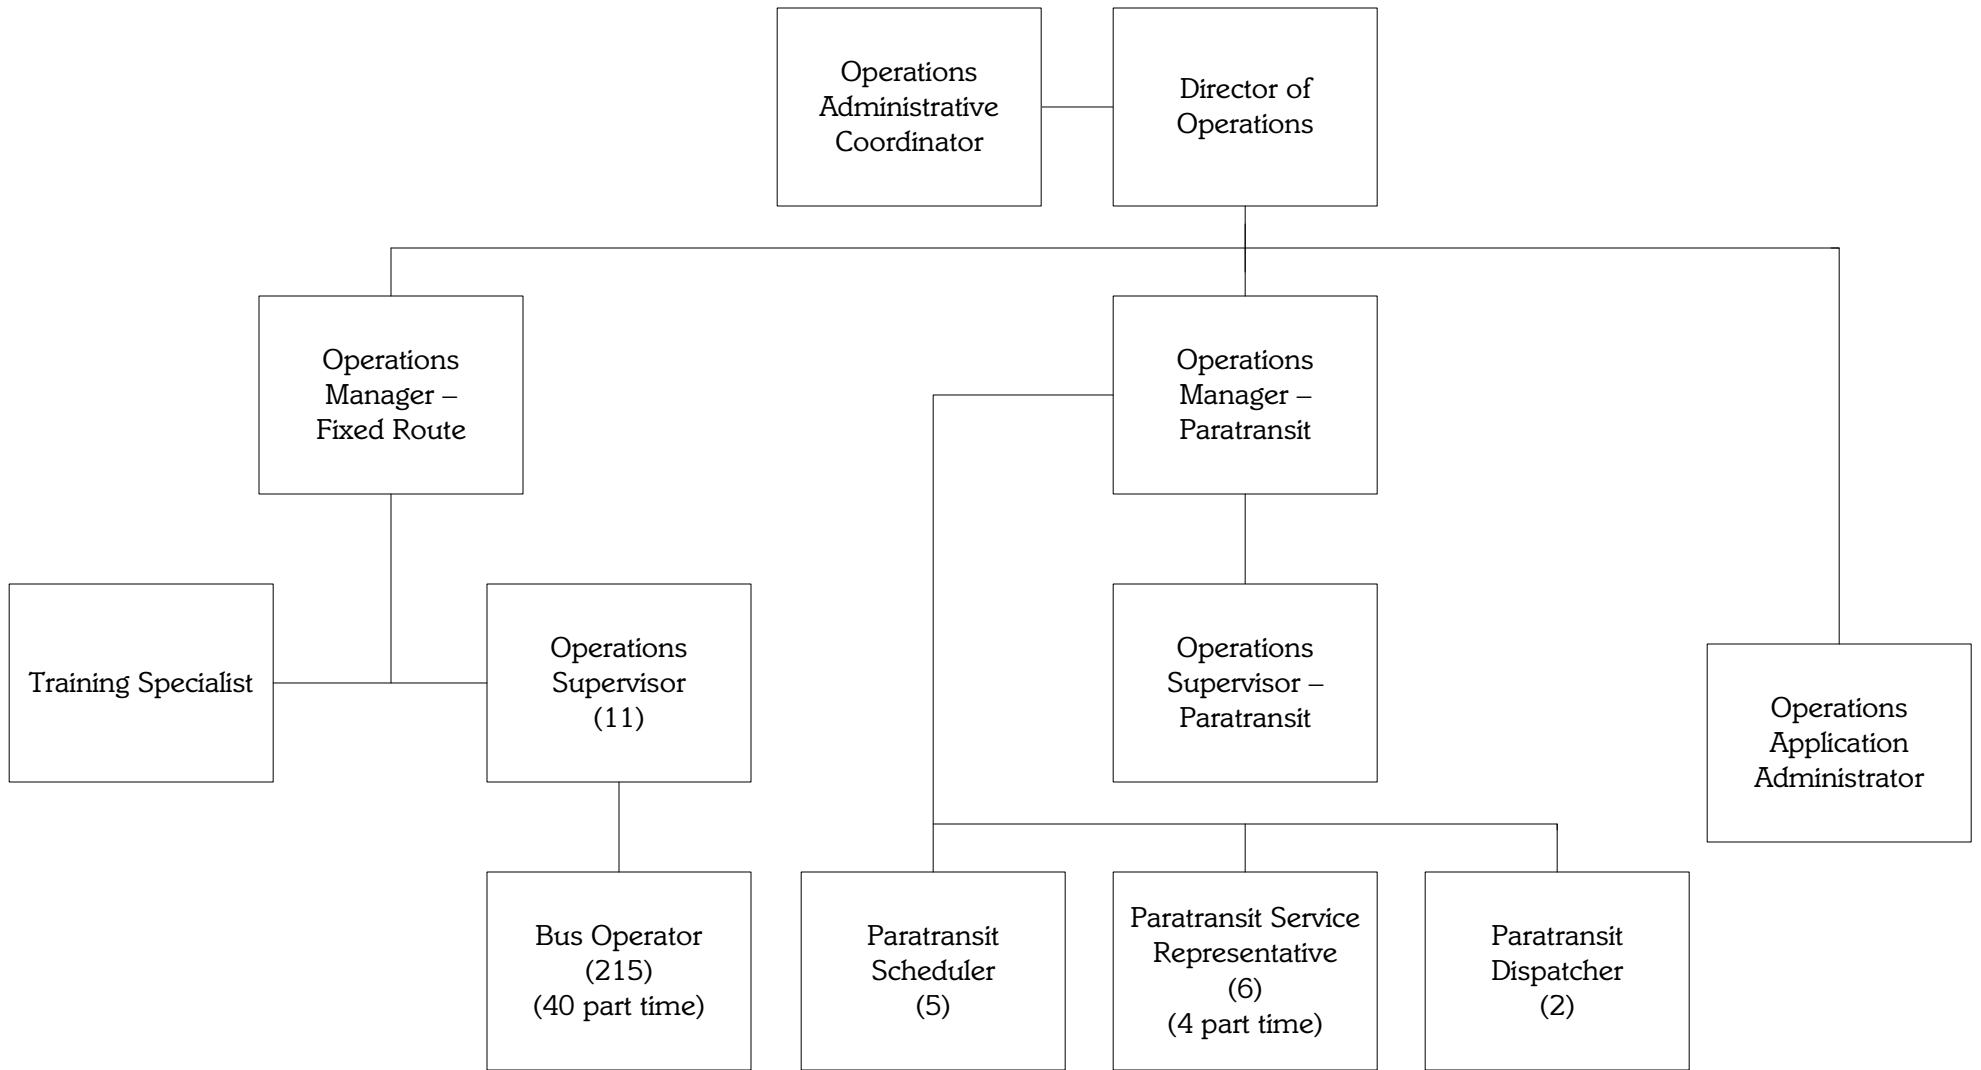 Operations
Administrative
Coordinator
Director of
Operations
Operations
Manager –
Fixed Route
Operations
Manager –
Paratransit
Training Specialist
Operations
Supervisor
(11)
Operations
Supervisor –
Paratransit
Operations
Application
Administrator
Bus Operator
(215)
(40 part time)
Paratransit
Scheduler
(5)
Paratransit Service
Representative
(6)
(4 part time)
Paratransit
Dispatcher
(2)